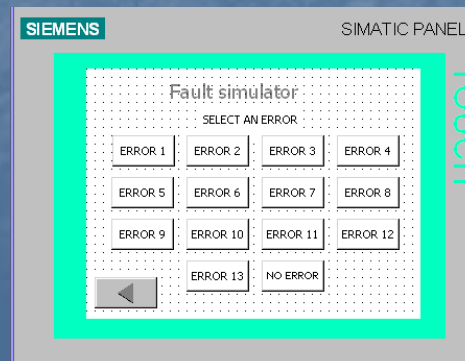 SIEMENS
SIMATIC PANEL
TOUCH
Fault simulator
SELECT AN ERROR
ERROR 1 ERROR 2 ERROR 3 ERROR 4
ERROR 5 ERROR 6 ERROR 7 ERROR 8
ERROR 9 ERROR 10 ERROR 11 ERROR 12
ERROR 13 NO ERROR